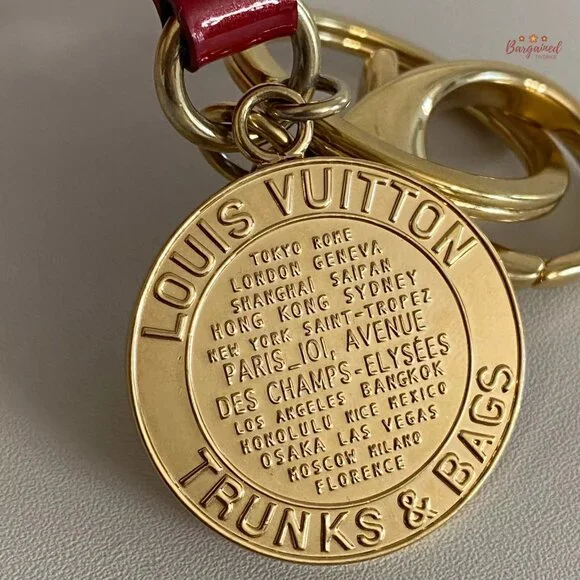 Bargained
LOUIS VUITTON
TOKYO ROME
LONDON GENEVA
SHANGHAI SAIPAN
HONG KONG SYDNEY
NEW YORK SAINT-TROPEZ
PARIS_101, AVENUE
DES CHAMPS-ELYSÉES
LOS ANGELES BANGKOK
HONOLULU NICE MEXICO
OSAKA LAS VEGAS
MOSCOW MILANO
FLORENCE
TRUNKS & BAGS